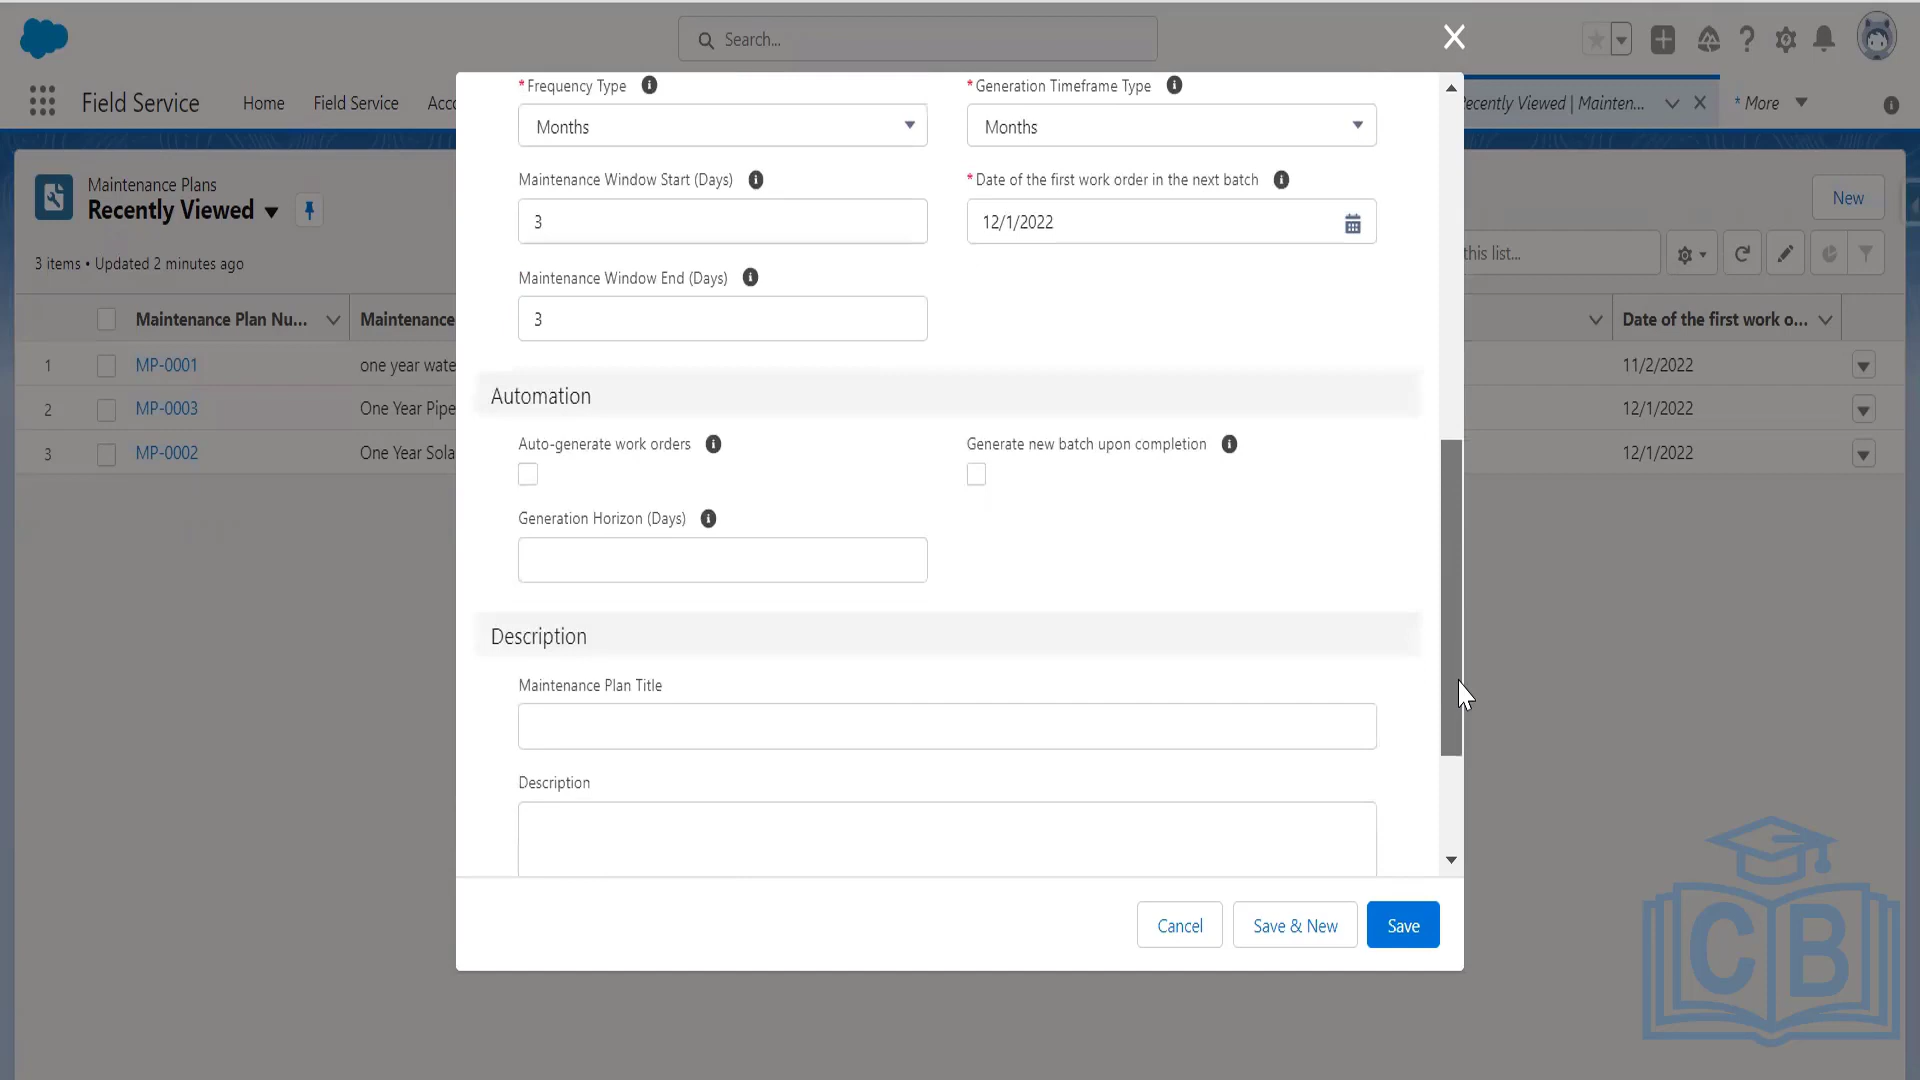 Search...
Field Service
Home
Field Service
Acc
ecently Viewed | Mainten...
* More
Maintenance Plans
Recently Viewed
New
3 items • Updated 2 minutes ago
this list...
Maintenance Plan Nu...
Maintenance
Date of the first work o...
1
MP-0001
one year wate
11/2/2022
2
MP-0003
One Year Pipe
12/1/2022
3
MP-0002
One Year Sola
12/1/2022
* Frequency Type
* Generation Timeframe Type
Months
Months
Maintenance Window Start (Days)
* Date of the first work order in the next batch
3
12/1/2022
Maintenance Window End (Days)
3
Automation
Auto-generate work orders
Generate new batch upon completion
Generation Horizon (Days)
Description
Maintenance Plan Title
Description
Cancel
Save & New
Save
CB